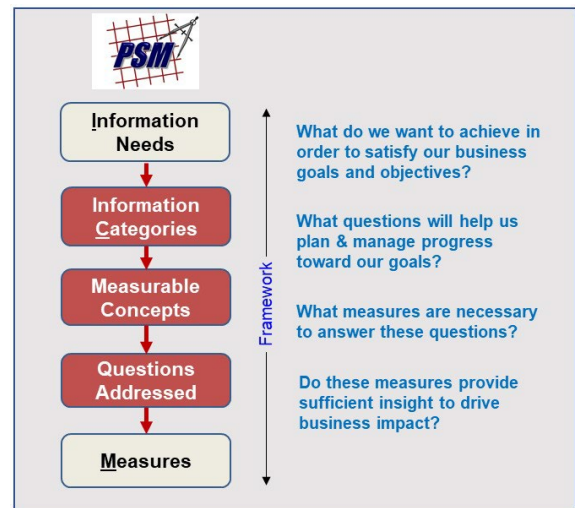 PSM
Information
Needs
Information
Categories
Measurable
Concepts
Questions
Addressed
Measures
Framework
What do we want to achieve in
order to satisfy our business
goals and objectives?
What questions will help us
plan & manage progress
toward our goals?
What measures are necessary
to answer these questions?
Do these measures provide
sufficient insight to drive
business impact?